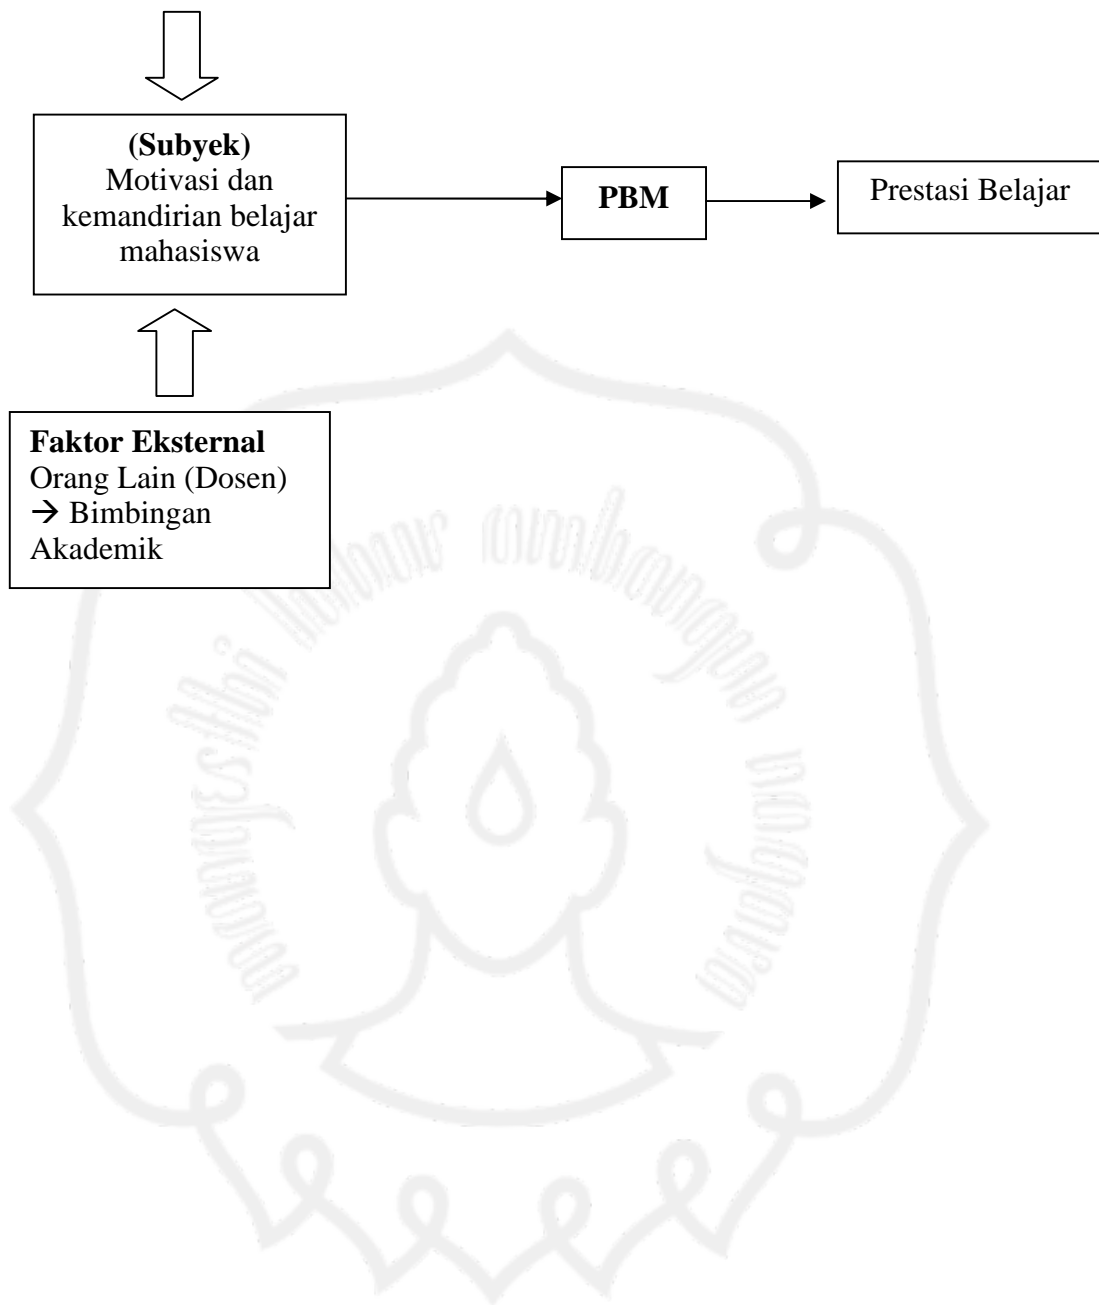 (Subyek)
Motivasi dan
kemandirian belajar
mahasiswa
PBM
Prestasi Belajar
Faktor Eksternal
Orang Lain (Dosen)
→ Bimbingan
Akademik